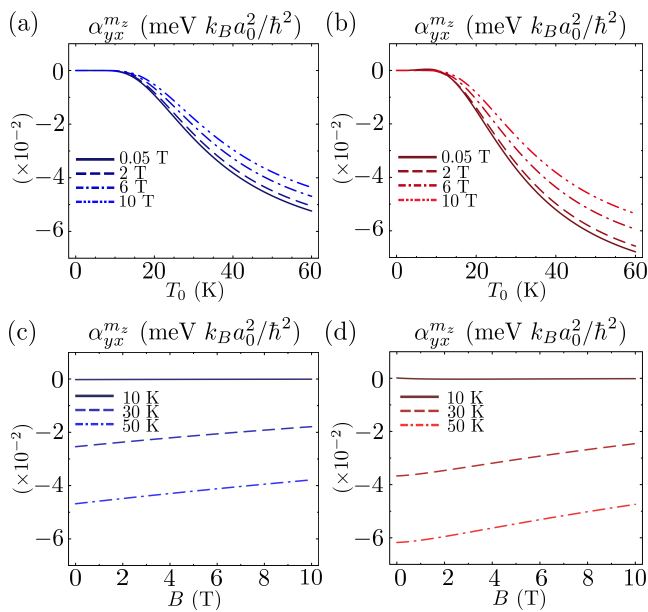 (a) α_{yx}^{m_z} (meV k_B a_0^2/ħ^2)
(×10^{-2})
0
−2
−4
−6
0.05 T
2 T
6 T
10 T
0 20 40 60
T_0 (K)
(b) α_{yx}^{m_z} (meV k_B a_0^2/ħ^2)
(×10^{-2})
0
−2
−4
−6
0.05 T
2 T
6 T
10 T
0 20 40 60
T_0 (K)
(c) α_{yx}^{m_z} (meV k_B a_0^2/ħ^2)
(×10^{-2})
0
−2
−4
−6
10 K
30 K
50 K
0 2 4 6 8 10
B (T)
(d) α_{yx}^{m_z} (meV k_B a_0^2/ħ^2)
(×10^{-2})
0
−2
−4
−6
10 K
30 K
50 K
0 2 4 6 8 10
B (T)